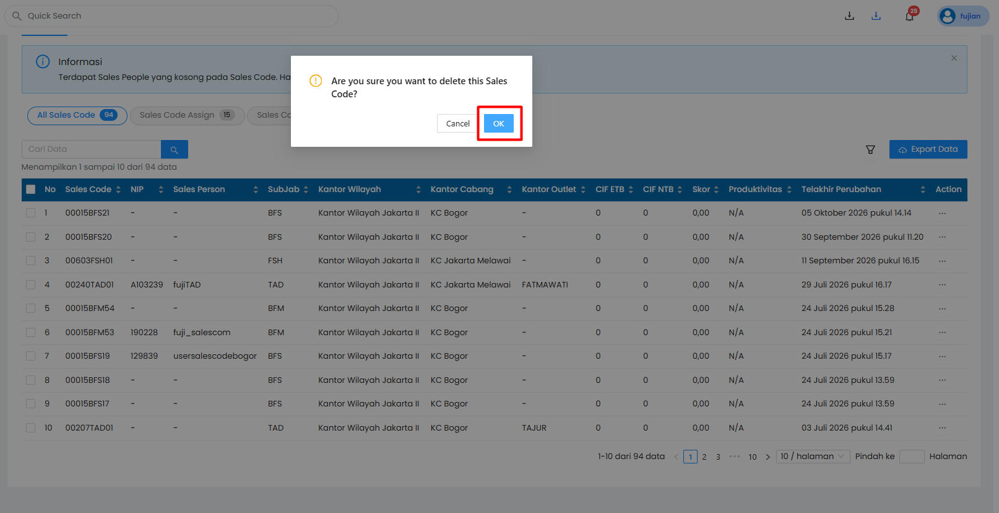 Quick Search
25
fujian
Informasi
Terdapat Sales People yang kosong pada Sales Code. Ha
Are you sure you want to delete this Sales
Code?
Cancel OK
All Sales Code 94 Sales Code Assign 15 Sales Co
Cari Data
Export Data
Menampilkan 1 sampai 10 dari 94 data
No Sales Code NIP Sales Person SubJab Kantor Wilayah Kantor Cabang Kantor Outlet CIF ETB CIF NTB Skor Produktivitas Telakhir Perubahan Action
1 00015BFS21 - - BFS Kantor Wilayah Jakarta II KC Bogor - 0 0 0,00 N/A 05 Oktober 2026 pukul 14.14 ...
2 00015BFS20 - - BFS Kantor Wilayah Jakarta II KC Bogor - 0 0 0,00 N/A 30 September 2026 pukul 11.20 ...
3 00603FSH01 - - FSH Kantor Wilayah Jakarta II KC Jakarta Melawai - 0 0 0,00 N/A 11 September 2026 pukul 16.15 ...
4 00240TAD01 A103239 fujiTAD TAD Kantor Wilayah Jakarta II KC Jakarta Melawai FATMAWATI 0 0 0,00 N/A 29 Juli 2026 pukul 16.17 ...
5 00015BFM54 - - BFM Kantor Wilayah Jakarta II KC Bogor - 0 0 0,00 N/A 24 Juli 2026 pukul 15.28 ...
6 00015BFM53 190228 fuji_salescom BFM Kantor Wilayah Jakarta II KC Bogor - 0 0 0,00 N/A 24 Juli 2026 pukul 15.21 ...
7 00015BFS19 129839 usersalescodebogor BFS Kantor Wilayah Jakarta II KC Bogor - 0 0 0,00 N/A 24 Juli 2026 pukul 15.17 ...
8 00015BFS18 - - BFS Kantor Wilayah Jakarta II KC Bogor - 0 0 0,00 N/A 24 Juli 2026 pukul 13.59 ...
9 00015BFS17 - - BFS Kantor Wilayah Jakarta II KC Bogor - 0 0 0,00 N/A 24 Juli 2026 pukul 13.59 ...
10 00207TAD01 - - TAD Kantor Wilayah Jakarta II KC Bogor TAJUR 0 0 0,00 N/A 03 Juli 2026 pukul 14.41 ...
1-10 dari 94 data < 1 2 3 ••• 10 > 10 / halaman Pindah ke Halaman